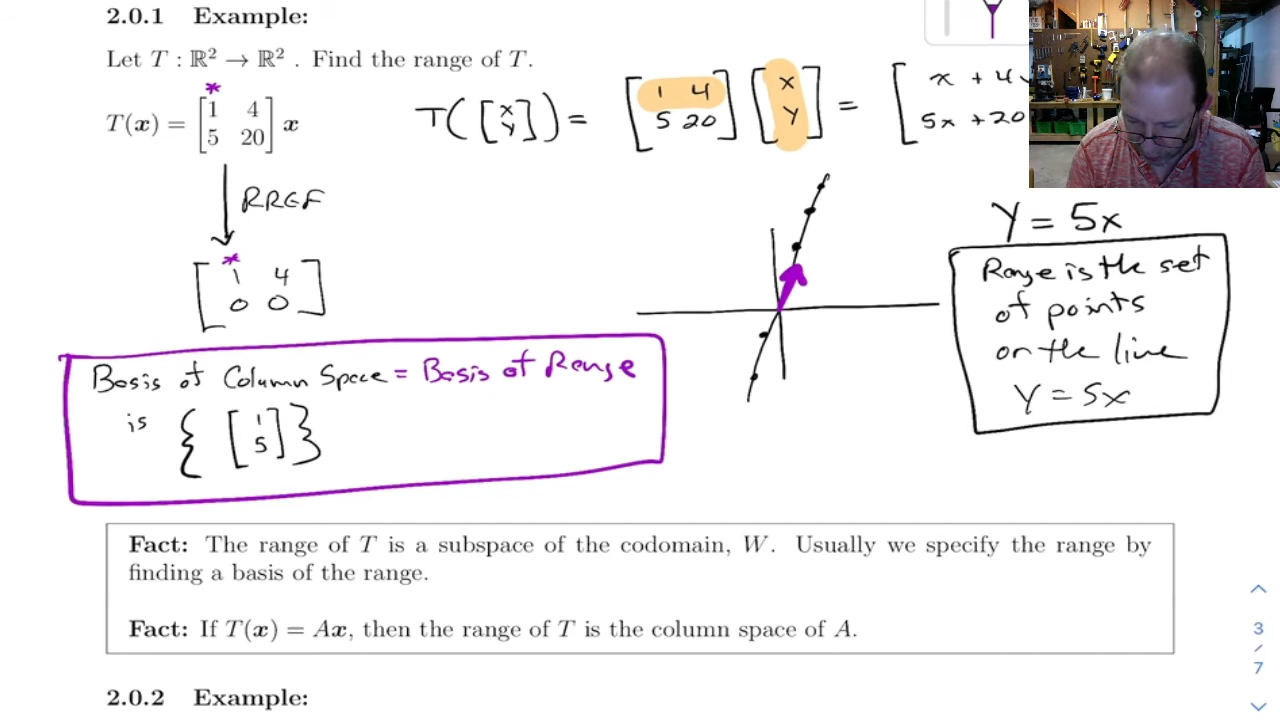 2.0.1 Example:
Let T : ℝ² → ℝ² . Find the range of T.
T(x) = [1 4; 5 20] x
*
T([x y]) = [1 4; 5 20] [x y] = [x + 4; 5x + 20
RREF
*
[1 4; 0 0]
y = 5x
Range is the set
of points
on the line
y = 5x
Basis of Column Space = Basis of Range
is { [1 5] }
Fact: The range of T is a subspace of the codomain, W. Usually we specify the range by
finding a basis of the range.
Fact: If T(x) = Ax, then the range of T is the column space of A.
3
/
7
2.0.2 Example: